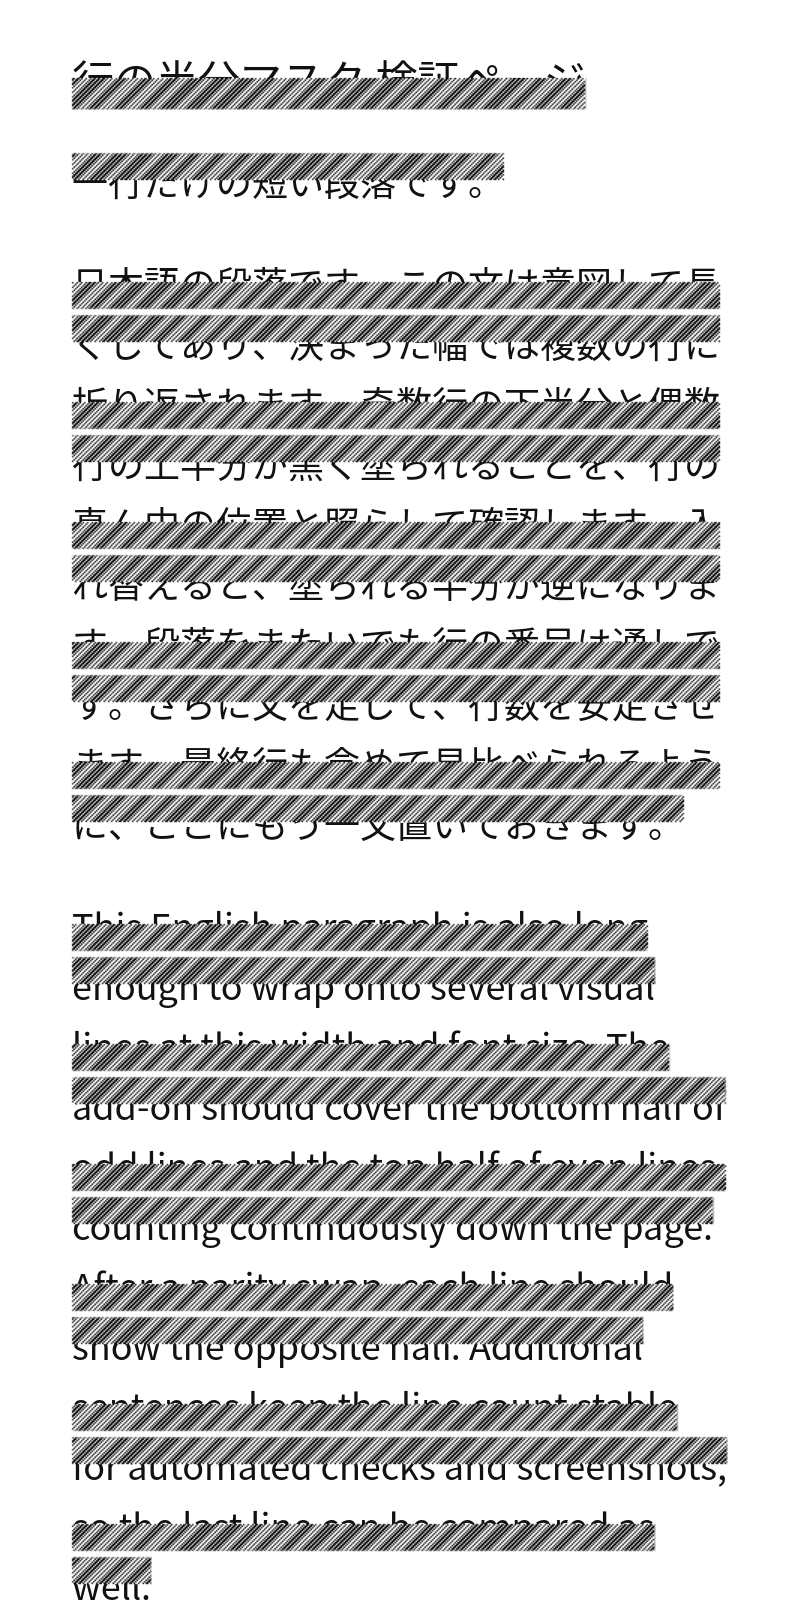 行の半分マスク 検証ページ
一行だけの短い段落です。
日本語の段落です。この文は意図して長
くしてあり、決まった幅では複数の行に
折り返されます。奇数行の下半分と偶数
行の上半分が黒く塗られることを、行の
真ん中の位置と照らして確認します。入
れ替えると、塗られる半分が逆になりま
す。段落をまたいでも行の番号は通しで
す。さらに文を足して、行数を安定させ
ます。最終行も含めて見比べられるよう
に、ここにもう一文置いておきます。
This English paragraph is also long
enough to wrap onto several visual
lines at this width and font size. The
add-on should cover the bottom half of
odd lines and the top half of even lines,
counting continuously down the page.
After a parity swap, each line should
show the opposite half. Additional
sentences keep the line count stable
for automated checks and screenshots,
so the last line can be compared as
well.